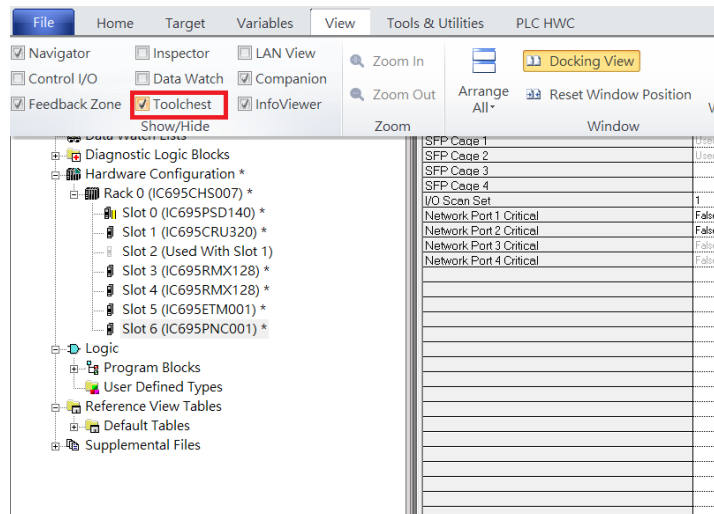 File Home Target Variables View Tools & Utilities PLC HWC
Navigator Inspector LAN View Zoom In Docking View
Control I/O Data Watch Companion
Feedback Zone Toolchest InfoViewer Zoom Out Arrange All Reset Window Position
Show/Hide Zoom Window
Data Watch Lists
SFP Cage 1
Diagnostic Logic Blocks
SFP Cage 2
Hardware Configuration *
SFP Cage 3
SFP Cage 4
Rack 0 (IC695CHS007) *
I/O Scan Set 1
Slot 0 (IC695PSD140) *
Network Port 1 Critical
Slot 1 (IC695CRU320) *
Network Port 2 Critical
Slot 2 (Used With Slot 1)
Network Port 3 Critical
Network Port 4 Critical
Slot 3 (IC695RMX128) *
Slot 4 (IC695RMX128) *
Slot 5 (IC695ETM001) *
Slot 6 (IC695PNC001) *
Logic
Program Blocks
User Defined Types
Reference View Tables
Default Tables
Supplemental Files